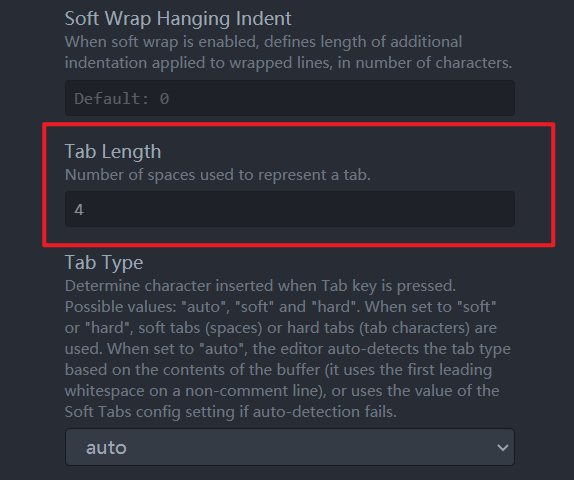 Soft Wrap Hanging Indent
When soft wrap is enabled, defines length of additional
indentation applied to wrapped lines, in number of characters.
Default: 0
Tab Length
Number of spaces used to represent a tab.
4
Tab Type
Determine character inserted when Tab key is pressed.
Possible values: "auto", "soft" and "hard". When set to "soft"
or "hard", soft tabs (spaces) or hard tabs (tab characters) are
used. When set to "auto", the editor auto-detects the tab type
based on the contents of the buffer (it uses the first leading
whitespace on a non-comment line), or uses the value of the
Soft Tabs config setting if auto-detection fails.
auto